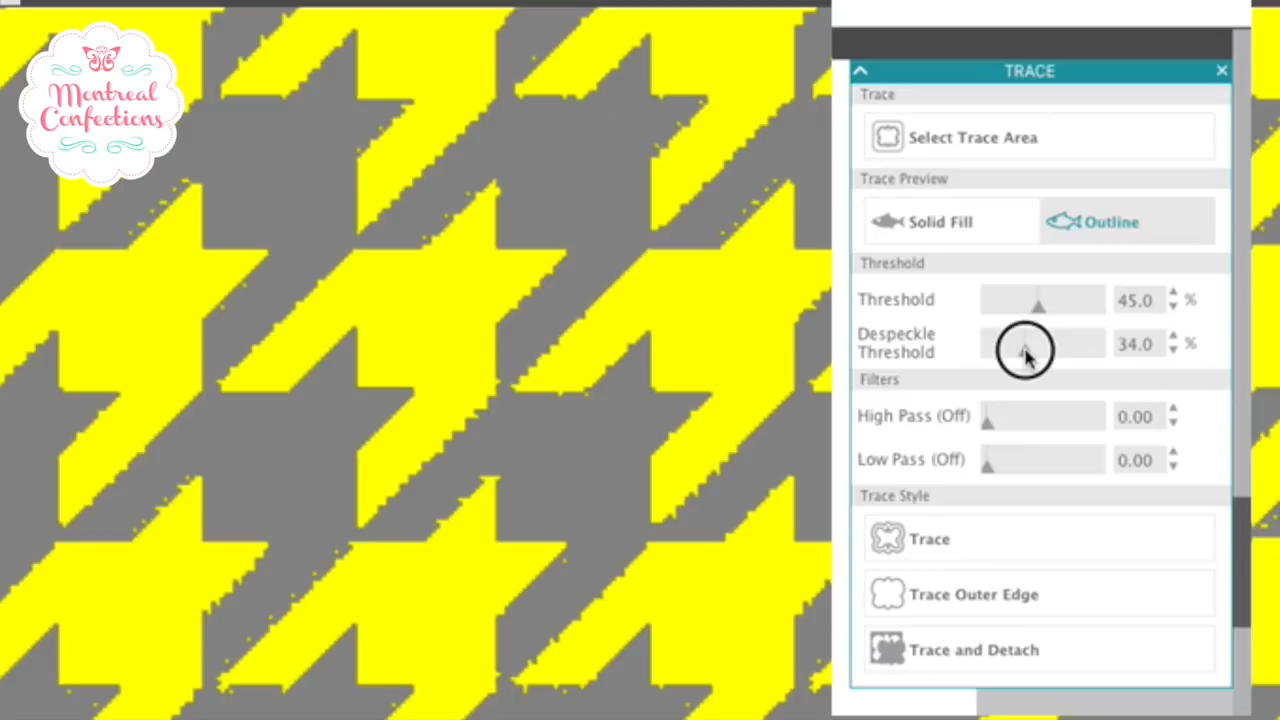 Montreal
Confections
TRACE
Trace
Select Trace Area
Trace Preview
Solid Fill
Outline
Threshold
Threshold 45.0 %
Despeckle
Threshold 34.0 %
Filters
High Pass (Off) 0.00
Low Pass (Off) 0.00
Trace Style
Trace
Trace Outer Edge
Trace and Detach